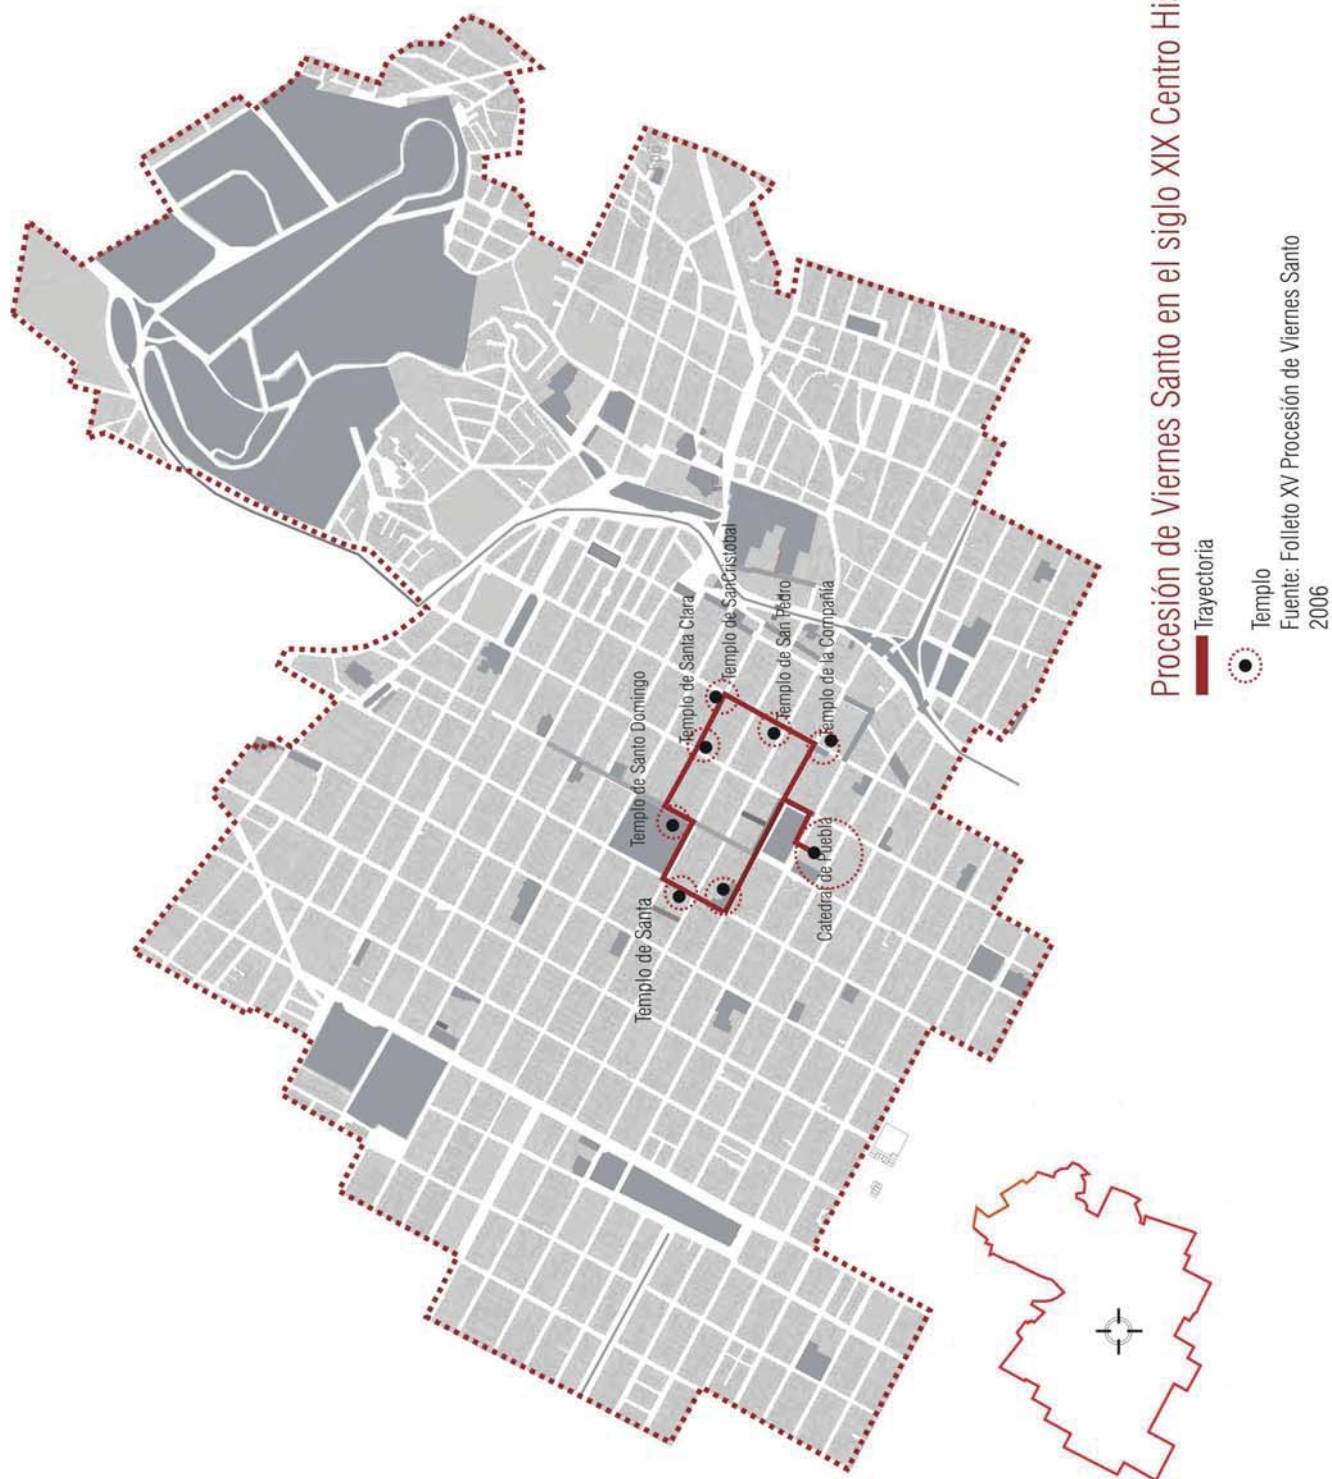 Procesión de Viernes Santo en el siglo XIX Centro Hi
Trayectoria
Templo
Fuente: Folleto XV Procesión de Viernes Santo
2006
Templo de Santa
Templo de Santo Domingo
Templo de Santa Clara
Templo de SanCristobal
Templo de San Pedro
Templo de la Compañía
Catedral de Puebla